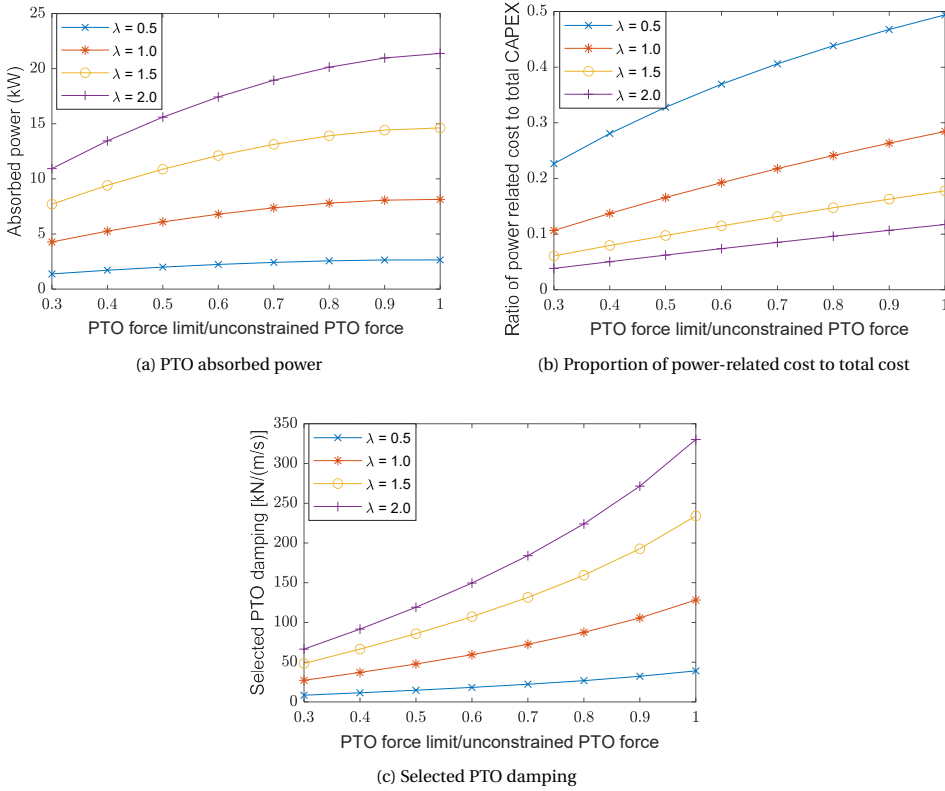 Absorbed power (kW)
25
20
15
10
5
0
λ = 0.5
λ = 1.0
λ = 1.5
λ = 2.0
0.3 0.4 0.5 0.6 0.7 0.8 0.9 1
PTO force limit/unconstrained PTO force
(a) PTO absorbed power
Ratio of power related cost to total CAPEX
0.5
0.4
0.3
0.2
0.1
0
λ = 0.5
λ = 1.0
λ = 1.5
λ = 2.0
0.3 0.4 0.5 0.6 0.7 0.8 0.9 1
PTO force limit/unconstrained PTO force
(b) Proportion of power-related cost to total cost
Selected PTO damping [kN/(m/s)]
350
300
250
200
150
100
50
0
λ = 0.5
λ = 1.0
λ = 1.5
λ = 2.0
0.3 0.4 0.5 0.6 0.7 0.8 0.9 1
PTO force limit/unconstrained PTO force
(c) Selected PTO damping